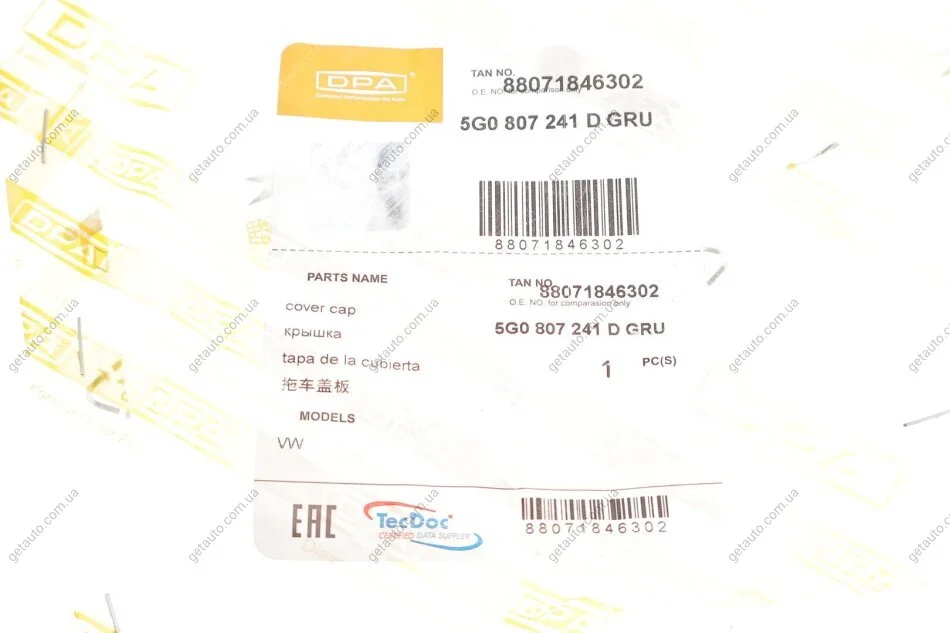 DPA
TAN NO. 88071846302
O.E. NO. for comparison only
5G0 807 241 D GRU
88071846302
PARTS NAME
cover cap
крышка
tapa de la cubierta
拖车盖板
MODELS
VW
TAN NO. 88071846302
O.E. NO. for comparasion only
5G0 807 241 D GRU
1 PC(S)
EAC
TecDoc
CERTIFIED DATA SUPPLIER
88071846302
getauto.com.ua